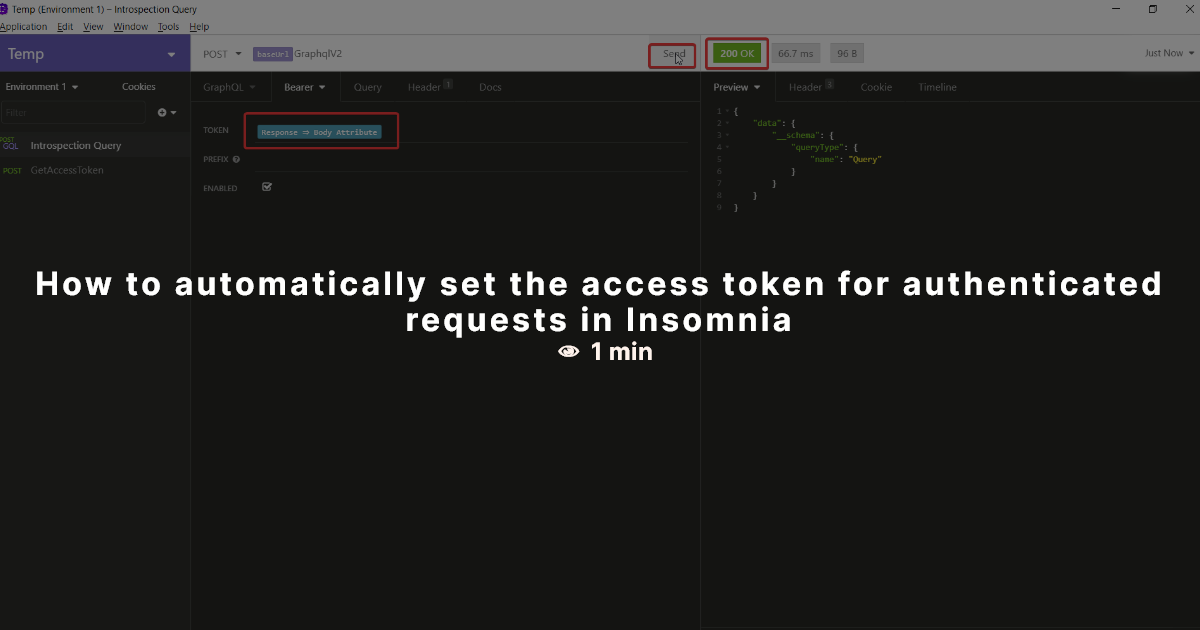 Temp (Environment 1) – Introspection Query
Application Edit View Window Tools Help
Temp
POST baseUrl GraphqlV2
Send
200 OK 66.7 ms 96 B
Just Now
Environment 1 Cookies
GraphQL Bearer Query Header 1 Docs
Preview Header Cookie Timeline
Filter
TOKEN Response ⇒ Body Attribute
PREFIX
ENABLED
POST
GQL Introspection Query
POST GetAccessToken
1 {
2 "data": {
3 "__schema": {
4 "queryType": {
5 "name": "Query"
6 }
7 }
8 }
9 }
How to automatically set the access token for authenticated
requests in Insomnia
1 min